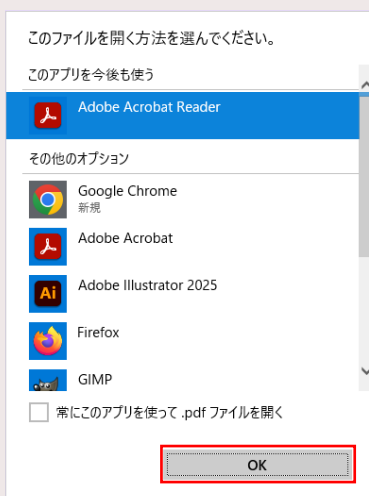 このファイルを開く方法を選んでください。
このアプリを今後も使う
Adobe Acrobat Reader
その他のオプション
Google Chrome
新規
Adobe Acrobat
Ai
Adobe Illustrator 2025
Firefox
GIMP
常にこのアプリを使って .pdf ファイルを開く
OK